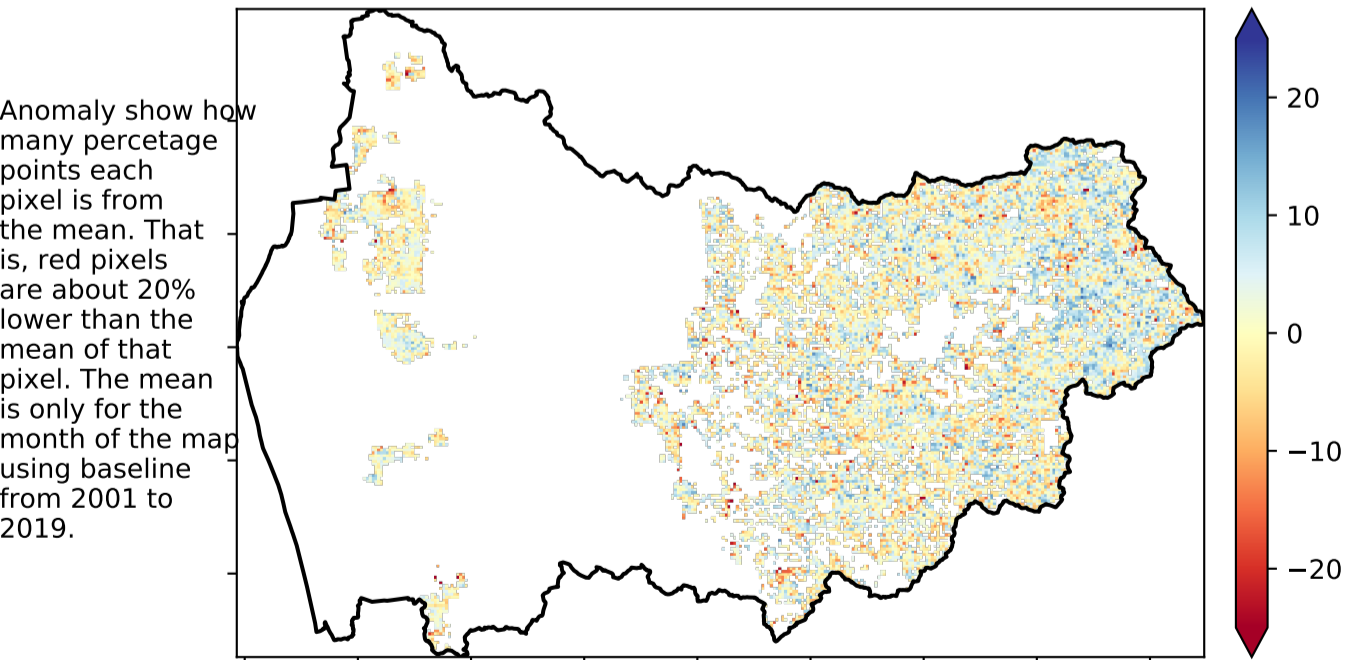 Anomaly show how
many percetage
points each
pixel is from
the mean. That
is, red pixels
are about 20%
lower than the
mean of that
pixel. The mean
is only for the
month of the map
using baseline
from 2001 to
2019.
20
10
0
−10
−20